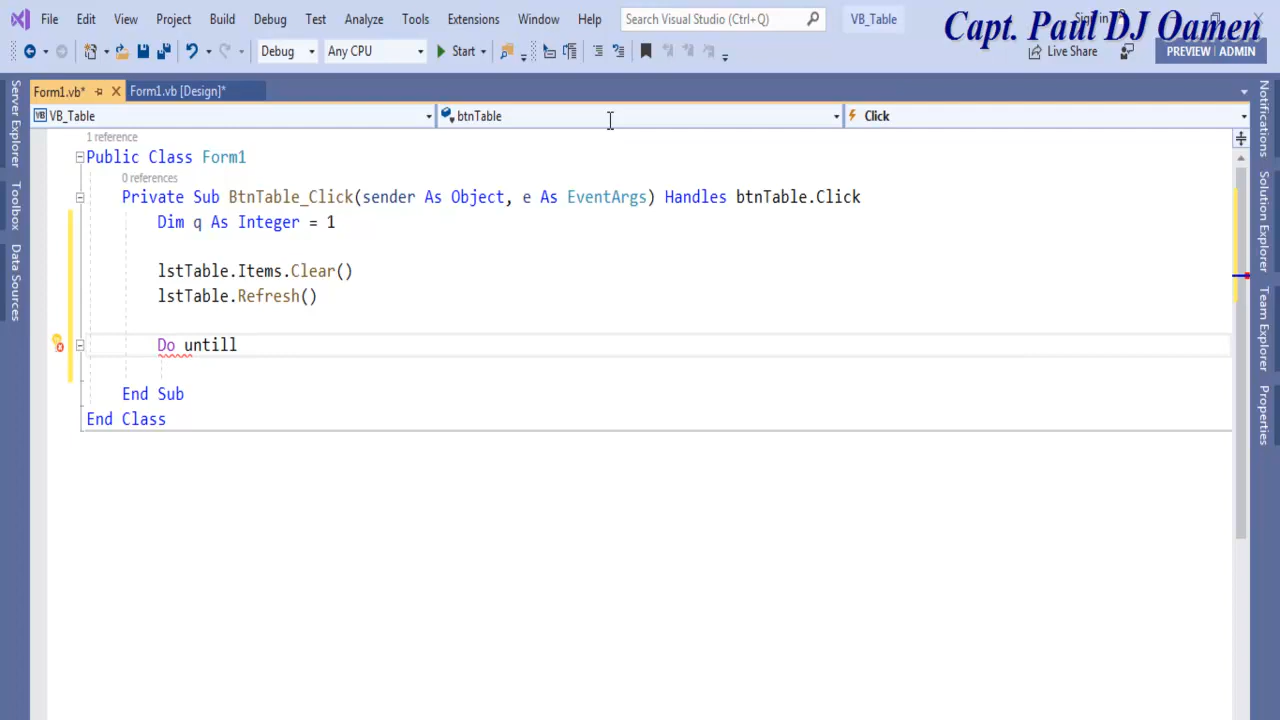 File Edit View Project Build Debug Test Analyze Tools Extensions Window Help Search Visual Studio (Ctrl+Q) VB_Table
Capt. Paul DJ Oamen
Debug Any CPU Start Live Share PREVIEW ADMIN
Form1.vb* Form1.vb [Design]*
VB_Table btnTable Click
1 reference
Public Class Form1
0 references
Private Sub BtnTable_Click(sender As Object, e As EventArgs) Handles btnTable.Click
Dim q As Integer = 1
lstTable.Items.Clear()
lstTable.Refresh()
Do untill
End Sub
End Class
Server Explorer
Toolbox
Data Sources
Notifications
Solution Explorer
Team Explorer
Properties